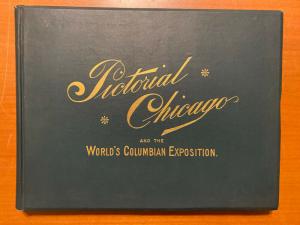 Pictorial
Chicago
AND THE
WORLD'S COLUMBIAN EXPOSITION.